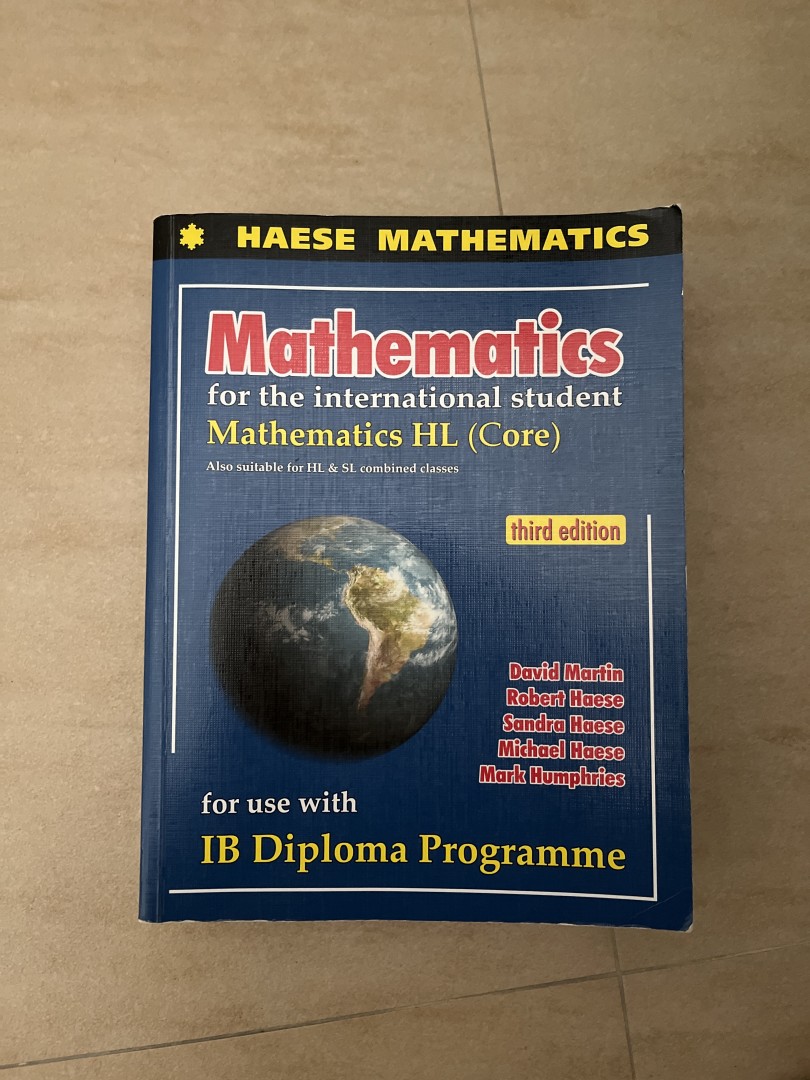 HAESE MATHEMATICS
Mathematics
for the international student
Mathematics HL (Core)
Also suitable for HL & SL combined classes
third edition
David Martin
Robert Haese
Sandra Haese
Michael Haese
Mark Humphries
for use with
IB Diploma Programme